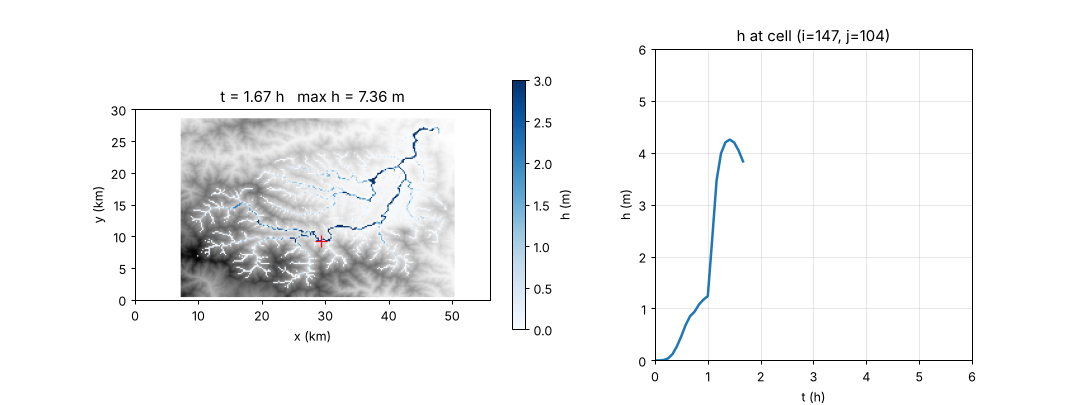 t = 1.67 h   max h = 7.36 m
30
25
20
15
10
5
0
y (km)
0 10 20 30 40 50
x (km)
3.0
2.5
2.0
1.5
1.0
0.5
0.0
h (m)
h at cell (i=147, j=104)
6
5
4
3
2
1
0
h (m)
0 1 2 3 4 5 6
t (h)